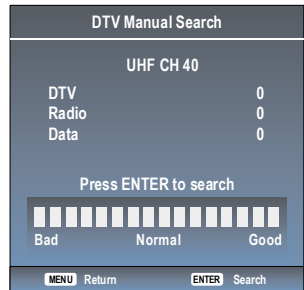 DTV Manual Search
UHF CH 40
DTV 0
Radio 0
Data 0
Press ENTER to search
Bad Normal Good
MENU Return ENTER Search